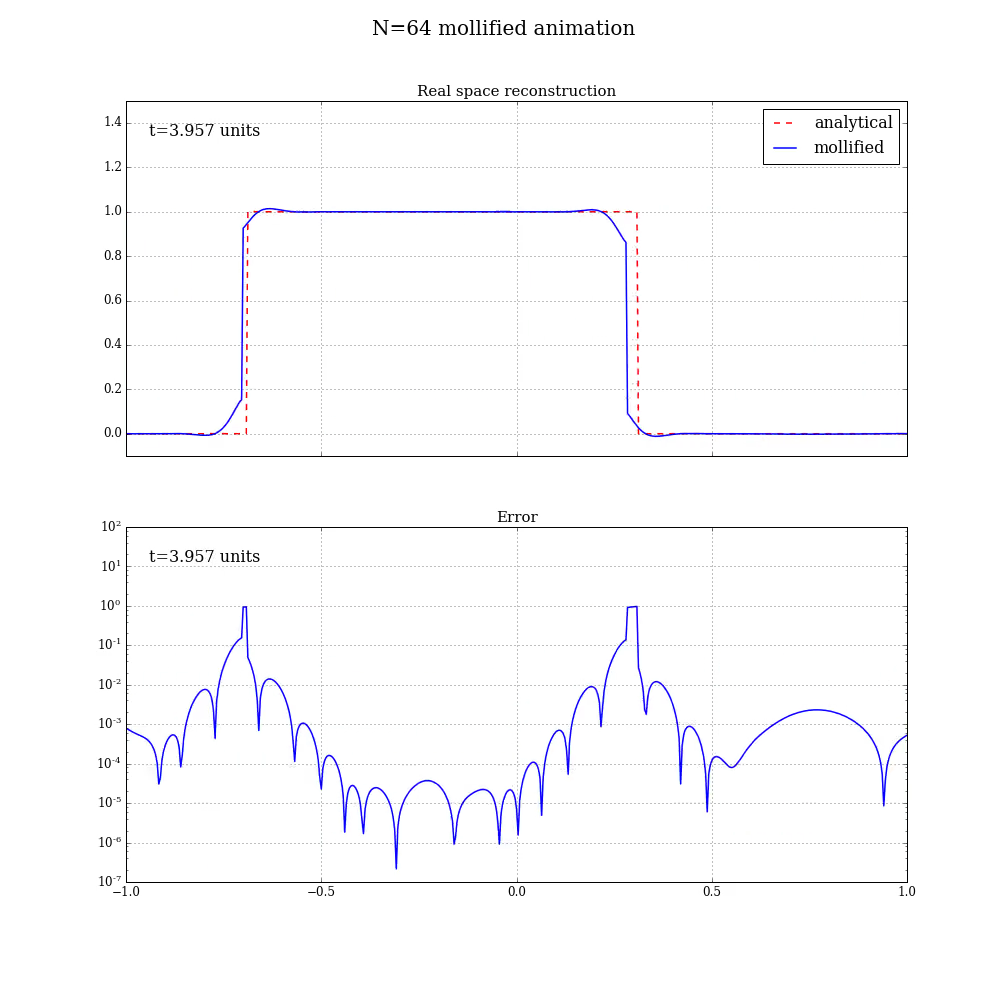 N=64 mollified animation
Real space reconstruction
t=3.957 units
analytical
mollified
1.4
1.2
1.0
0.8
0.6
0.4
0.2
0.0
Error
t=3.957 units
10²
10¹
10⁰
10⁻¹
10⁻²
10⁻³
10⁻⁴
10⁻⁵
10⁻⁶
10⁻⁷
−1.0 −0.5 0.0 0.5 1.0